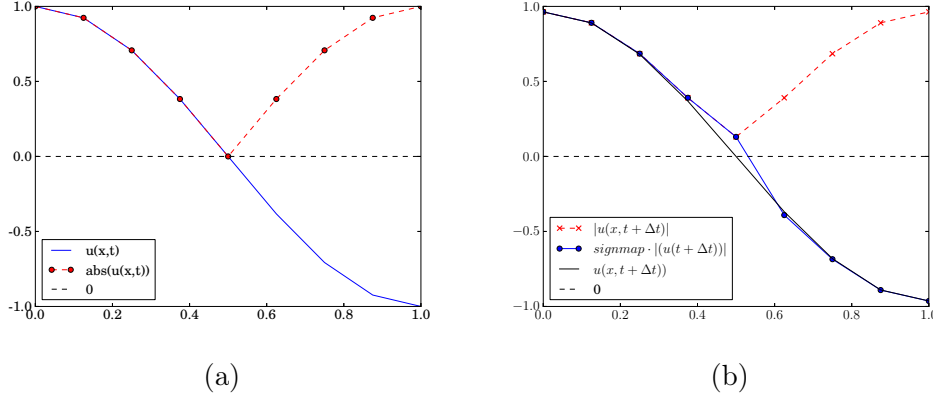 1.0
0.5
0.0
-0.5
-1.0
0.0 0.2 0.4 0.6 0.8 1.0
u(x,t)
abs(u(x,t))
0
(a)
1.0
0.5
0.0
−0.5
−1.0
0.0 0.2 0.4 0.6 0.8 1.0
|u(x, t + Δt)|
signmap · |(u(t + Δt))|
u(x, t + Δt))
0
(b)